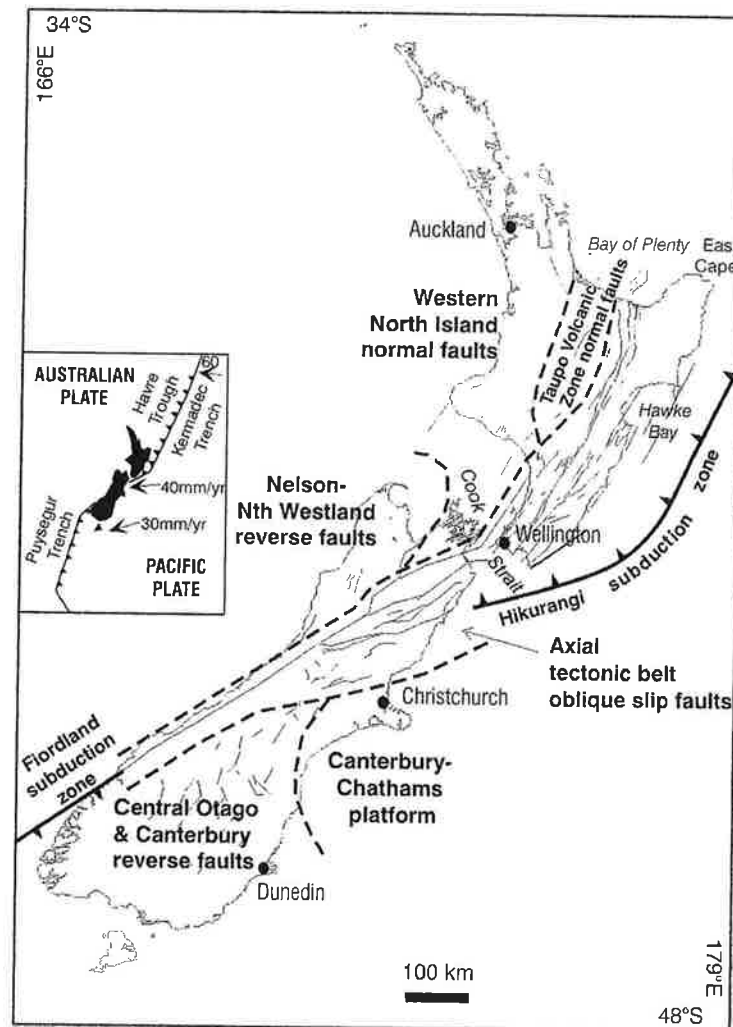 34°S
166°E
Auckland
Bay of Plenty
Eas
Cape
Western
North Island
normal faults
Taupo Volcanic
Zone normal faults
Hawke
Bay
AUSTRALIAN
PLATE
Havre
Trough
Kermadec
Trench
60
40mm/yr
30mm/yr
Puysegur
Trench
PACIFIC
PLATE
Nelson-
Nth Westland
reverse faults
Cook
Strait
Wellington
Hikurangi
subduction
zone
Axial
tectonic belt
oblique slip faults
Christchurch
Fiordland
subduction
zone
Canterbury-
Chathams
platform
Central Otago
& Canterbury
reverse faults
Dunedin
100 km
179°E
48°S